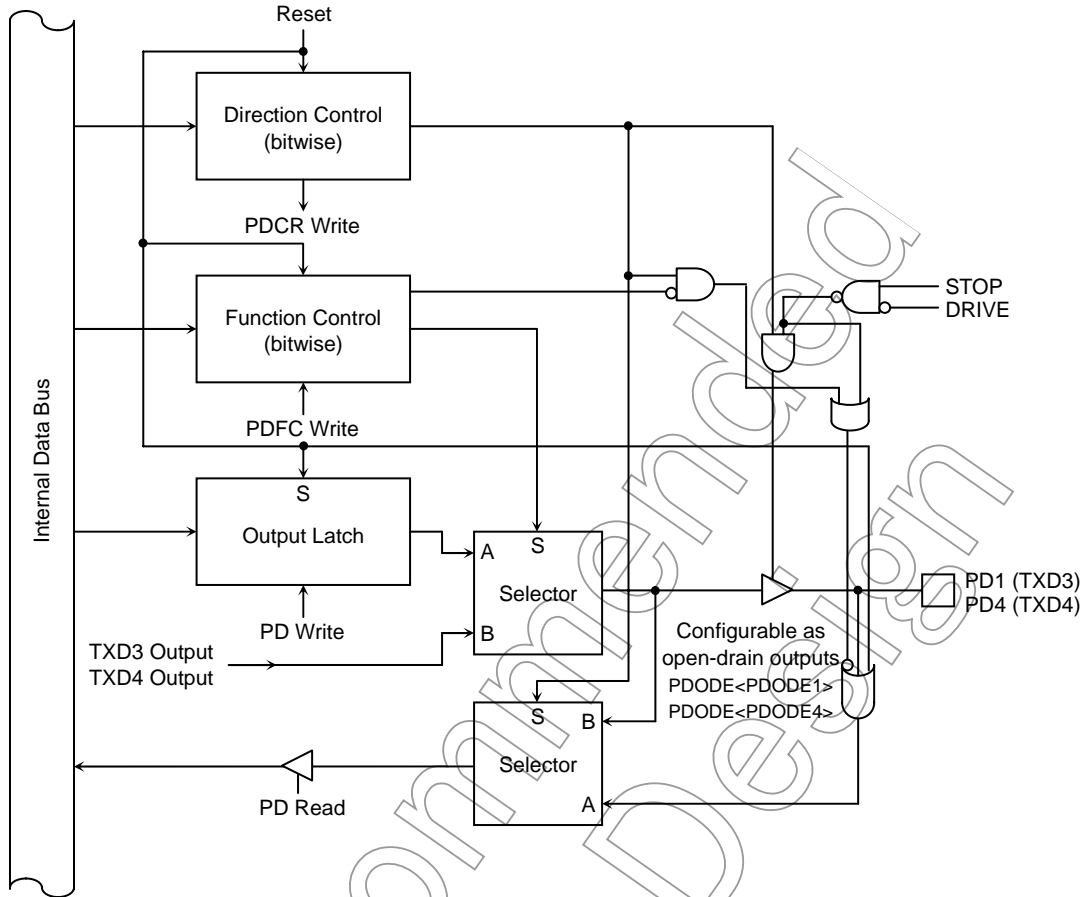 Reset
Direction Control
(bitwise)
PDCR Write
Function Control
(bitwise)
STOP
DRIVE
PDFC Write
Internal Data Bus
S
Output Latch
A
S
Selector
B
PD Write
TXD3 Output
TXD4 Output
PD1 (TXD3)
PD4 (TXD4)
Configurable as
open-drain outputs
PDODE<PDODE1>
PDODE<PDODE4>
S
B
Selector
A
PD Read
ommended
Design